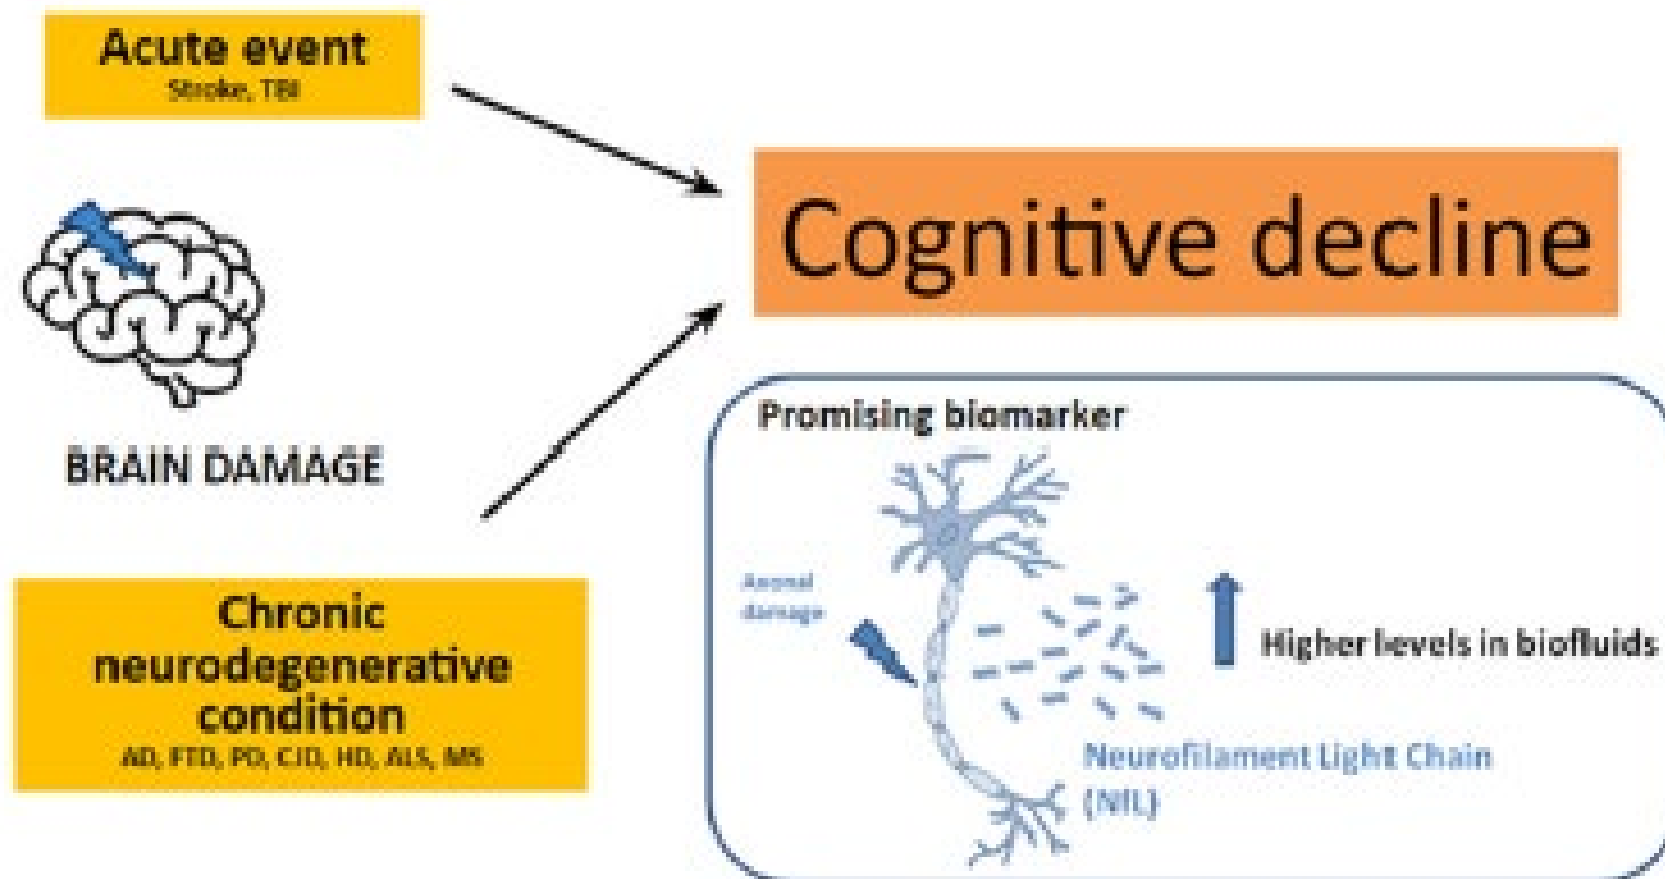 Acute event
Stroke, TBI
Cognitive decline
BRAIN DAMAGE
Promising biomarker
Axonal
damage
Higher levels in biofluids
Neurofilament Light Chain
(NfL)
Chronic
neurodegenerative
condition
AD, FTD, PD, CJD, HD, ALS, MS